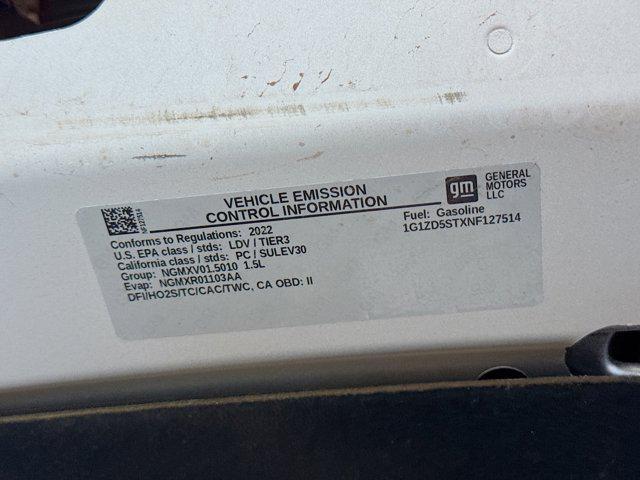 VEHICLE EMISSION
CONTROL INFORMATION
gm
GENERAL
MOTORS
LLC
NF127514
Conforms to Regulations: 2022
U.S. EPA class / stds: LDV / TIER3
California class / stds: PC / SULEV30
Group: NGMXV01.5010 1.5L
Evap: NGMXR01103AA
DFI/HO2S/TC/CAC/TWC, CA OBD: II
Fuel: Gasoline
1G1ZD5STXNF127514